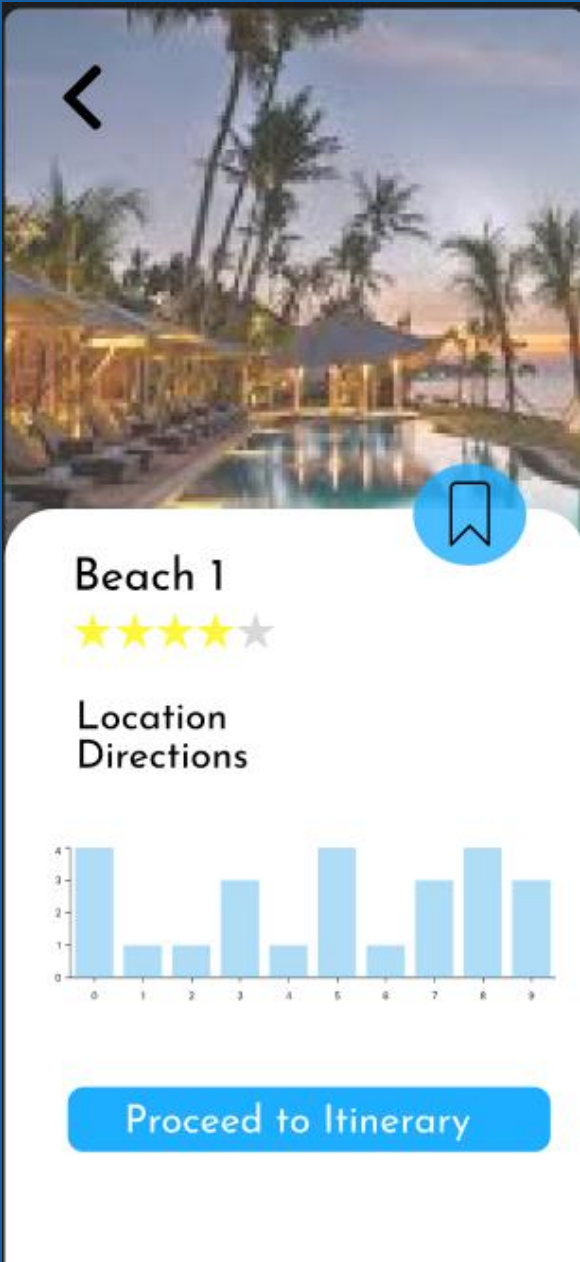 Beach 1
Location
Directions
4
3
2
1
0
0 1 2 3 4 5 6 7 8 9
Proceed to Itinerary